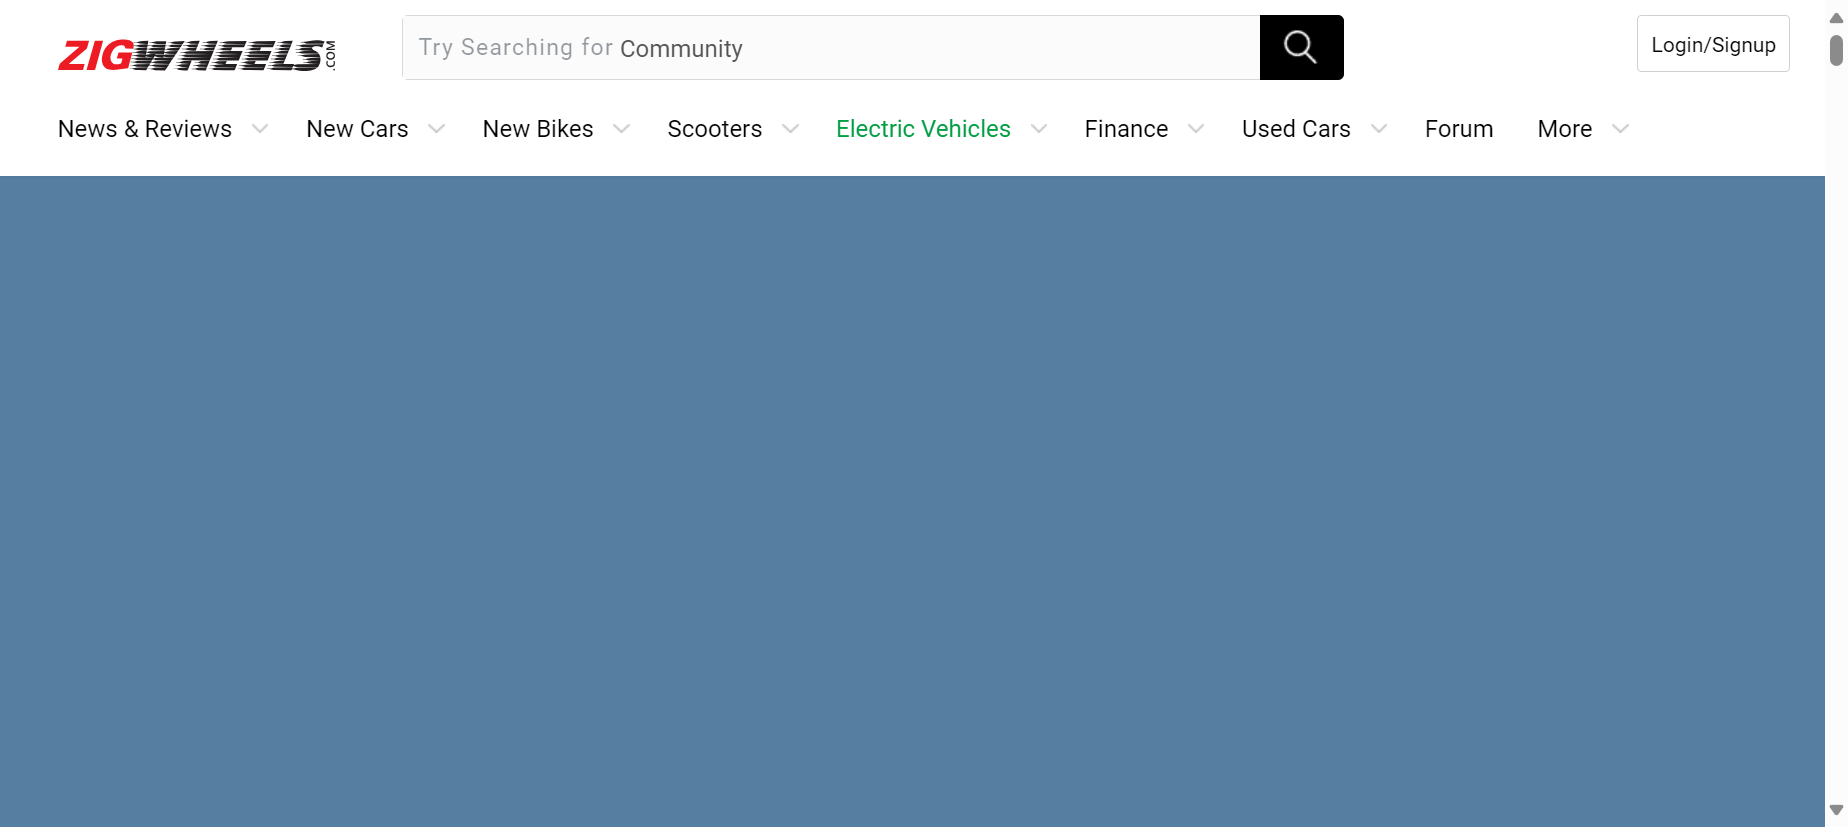 ZIGWHEELS.COM
Try Searching for Community
Login/Signup
News & Reviews New Cars New Bikes Scooters Electric Vehicles Finance Used Cars Forum More